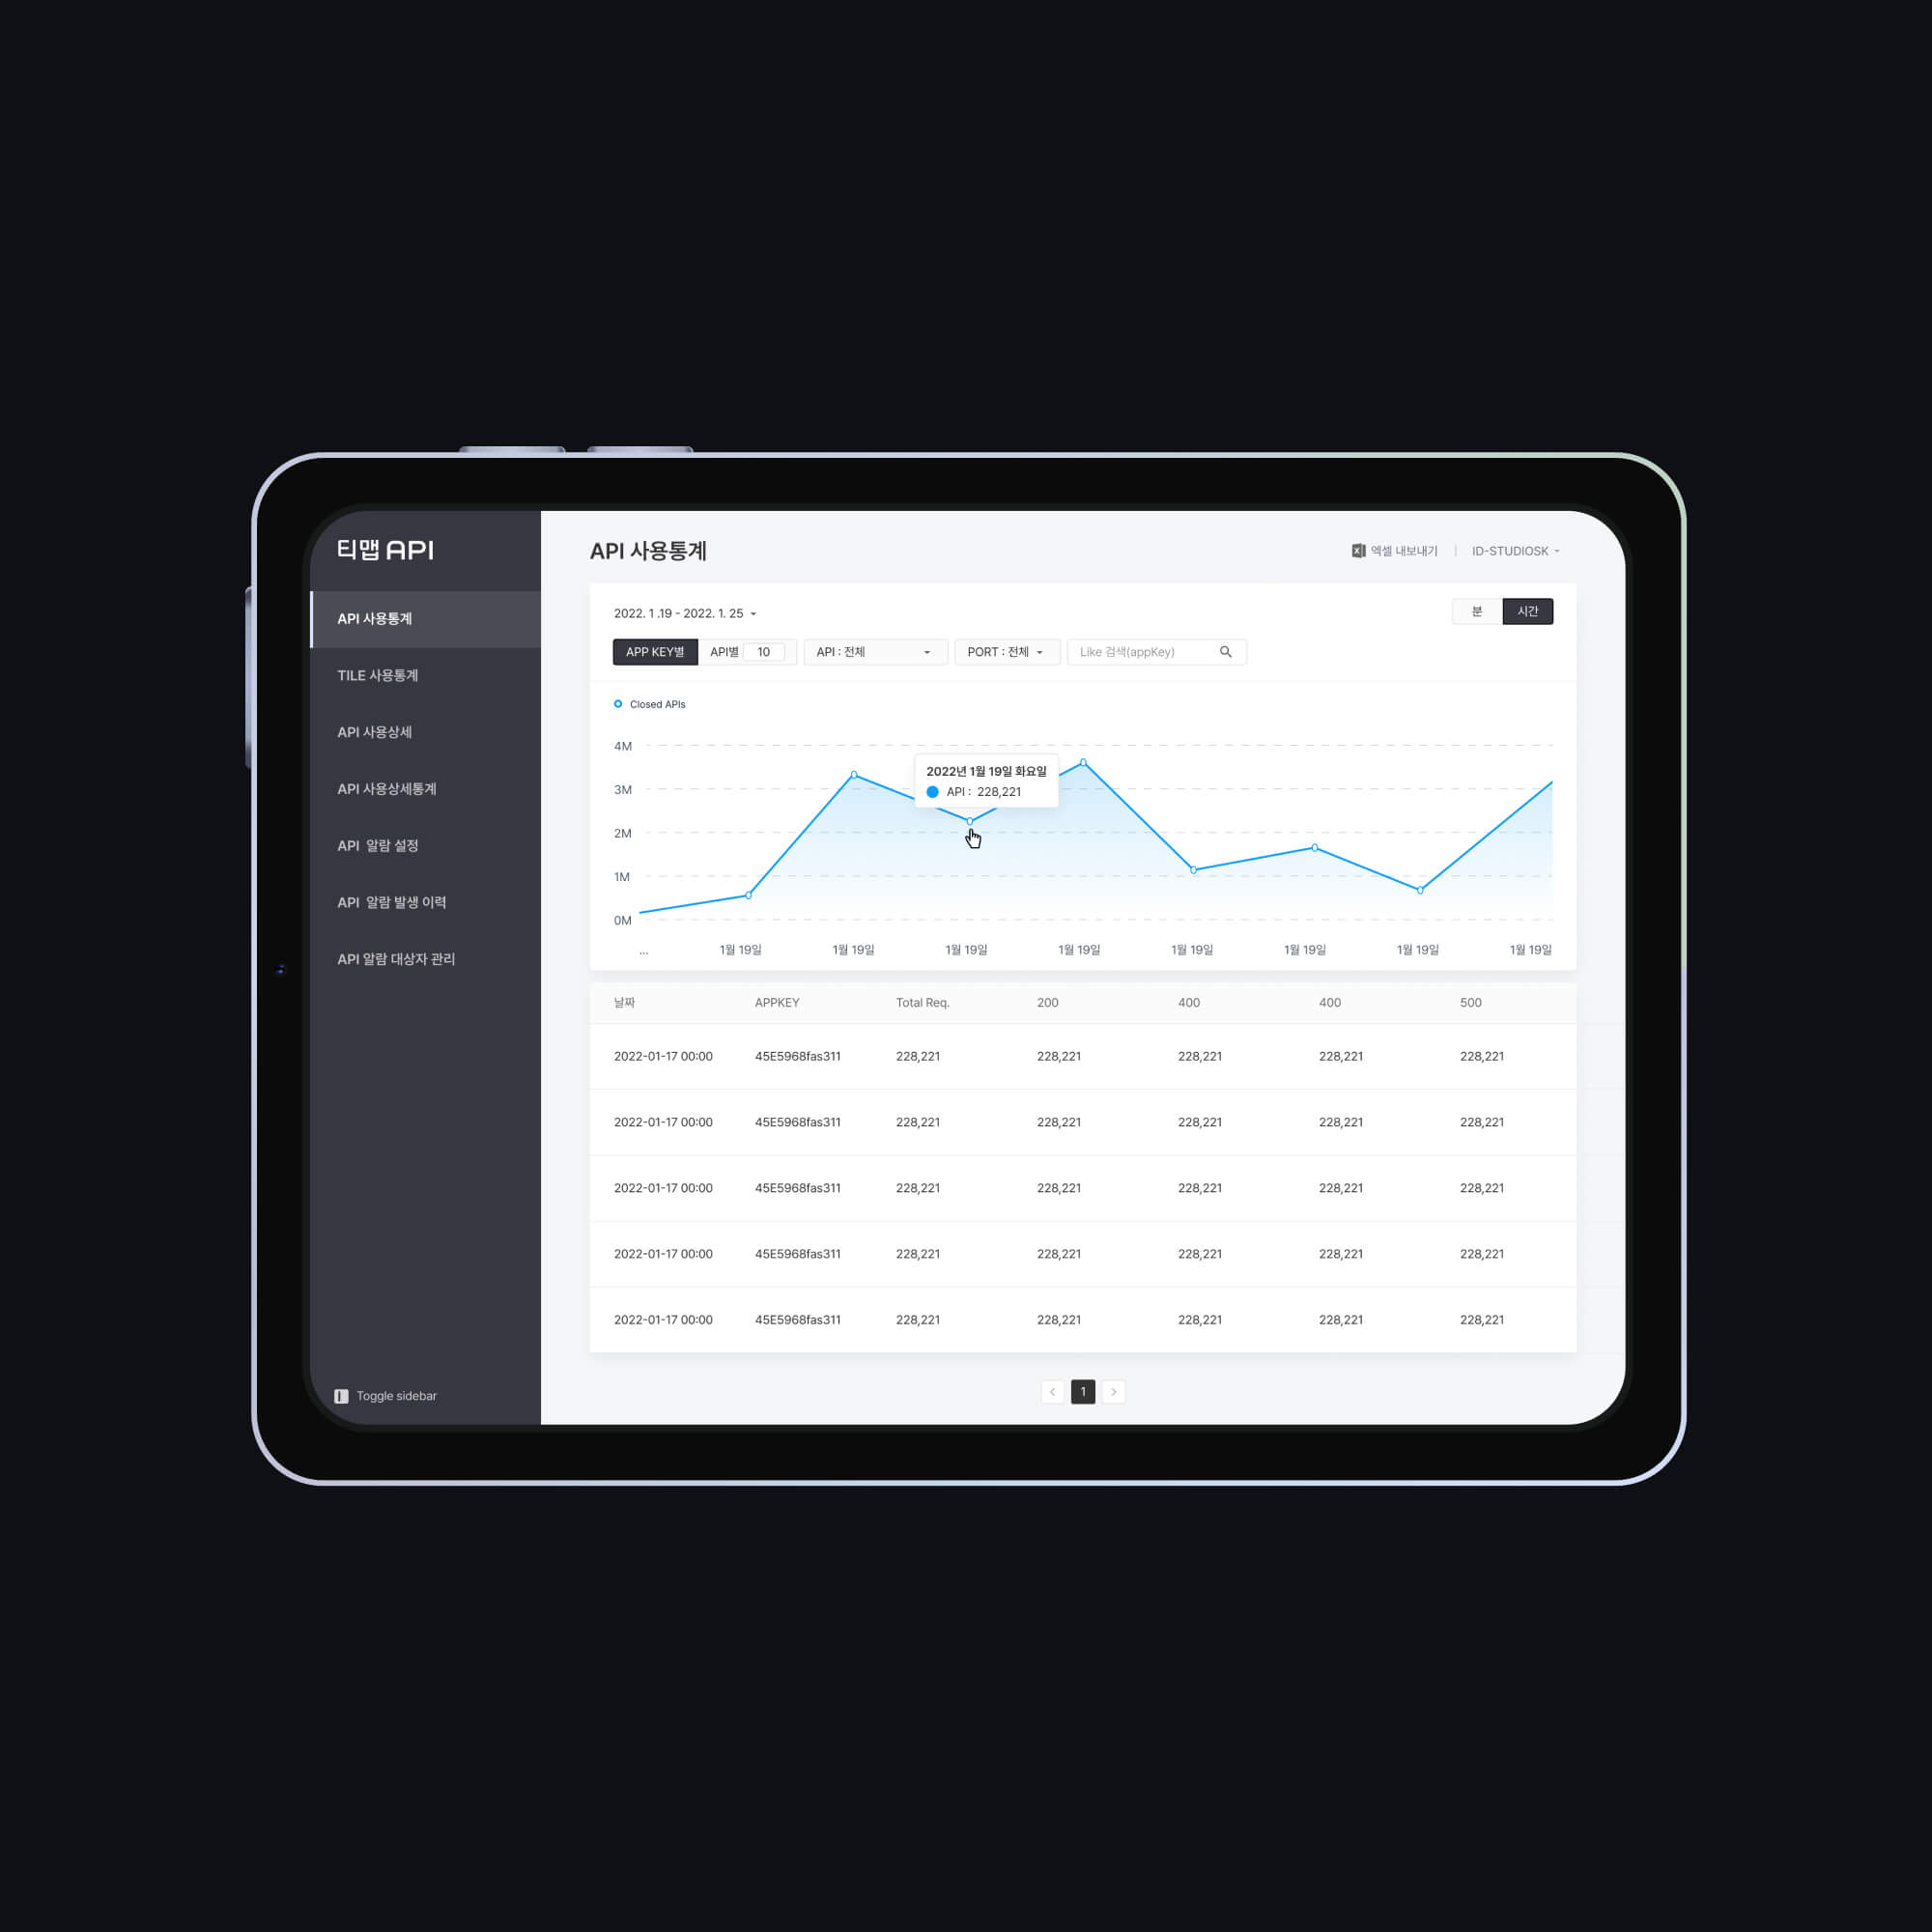 티맵 API
API 사용통계
TILE 사용통계
API 사용상세
API 사용상세통계
API 알람 설정
API 알람 발생 이력
API 알람 대상자 관리
Toggle sidebar
API 사용통계
엑셀 내보내기 | ID-STUDIOSK
2022. 1 .19 - 2022. 1. 25
분 시간
APP KEY별 API별 10 API : 전체 PORT : 전체 Like 검색(appKey)
Closed APIs
4M
3M
2M
1M
0M
2022년 1월 19일 화요일
API : 228,221
... 1월 19일 1월 19일 1월 19일 1월 19일 1월 19일 1월 19일 1월 19일 1월 19일
날짜 APPKEY Total Req. 200 400 400 500
2022-01-17 00:00 45E5968fas311 228,221 228,221 228,221 228,221 228,221
2022-01-17 00:00 45E5968fas311 228,221 228,221 228,221 228,221 228,221
2022-01-17 00:00 45E5968fas311 228,221 228,221 228,221 228,221 228,221
2022-01-17 00:00 45E5968fas311 228,221 228,221 228,221 228,221 228,221
2022-01-17 00:00 45E5968fas311 228,221 228,221 228,221 228,221 228,221
< 1 >